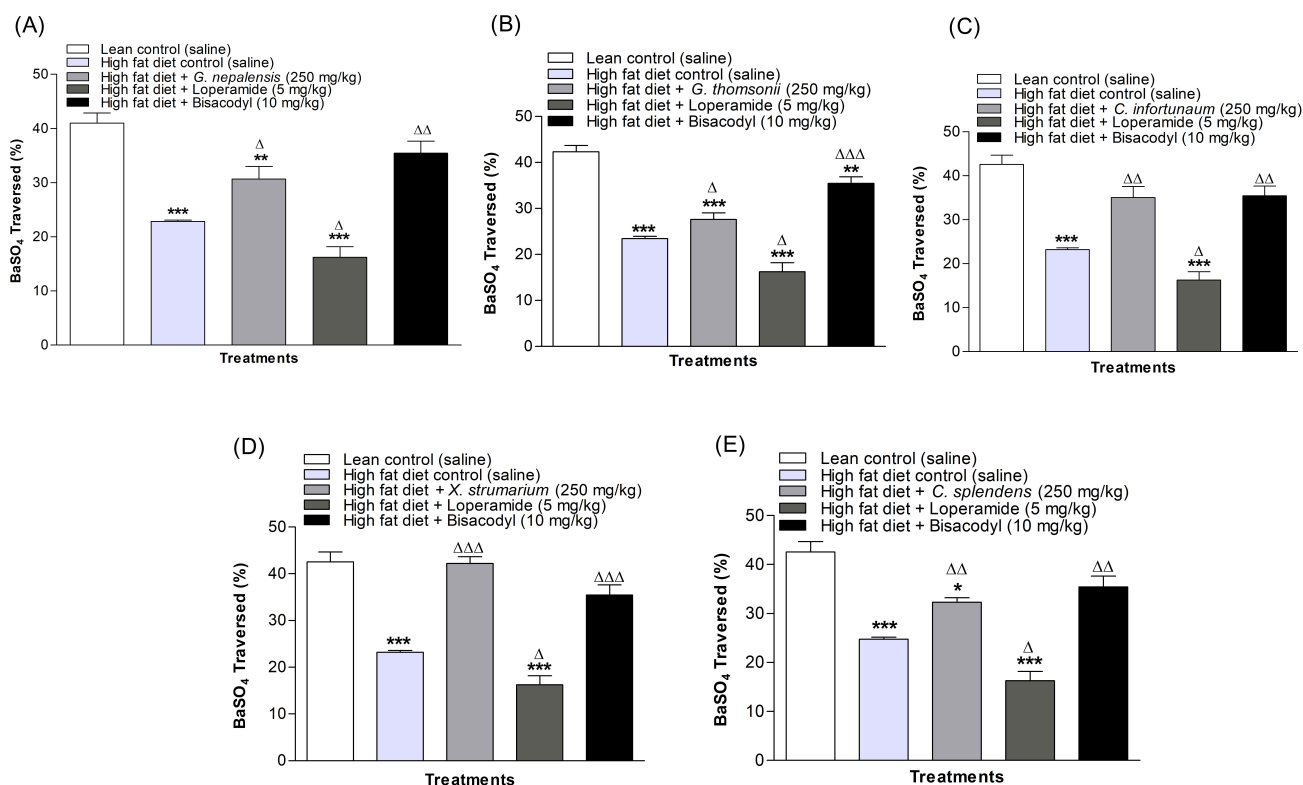 (A)
Lean control (saline)
High fat diet control (saline)
High fat diet + G. nepalensis (250 mg/kg)
High fat diet + Loperamide (5 mg/kg)
High fat diet + Bisacodyl (10 mg/kg)
BaSO4 Traversed (%)
50
40
30
20
10
0
***
Δ
**
Δ
***
ΔΔ
Treatments
(B)
Lean control (saline)
High fat diet control (saline)
High fat diet + G. thomsonii (250 mg/kg)
High fat diet + Loperamide (5 mg/kg)
High fat diet + Bisacodyl (10 mg/kg)
BaSO4 Traversed (%)
50
40
30
20
10
0
***
Δ
***
Δ
***
ΔΔΔ
**
Treatments
(C)
Lean control (saline)
High fat diet control (saline)
High fat diet + C. infortunaum (250 mg/kg)
High fat diet + Loperamide (5 mg/kg)
High fat diet + Bisacodyl (10 mg/kg)
BaSO4 Traversed (%)
50
40
30
20
10
0
***
ΔΔ
Δ
***
ΔΔ
Treatments
(D)
Lean control (saline)
High fat diet control (saline)
High fat diet + X. strumarium (250 mg/kg)
High fat diet + Loperamide (5 mg/kg)
High fat diet + Bisacodyl (10 mg/kg)
BaSO4 Traversed (%)
50
40
30
20
10
0
***
ΔΔΔ
Δ
***
ΔΔΔ
Treatments
(E)
Lean control (saline)
High fat diet control (saline)
High fat diet + C. splendens (250 mg/kg)
High fat diet + Loperamide (5 mg/kg)
High fat diet + Bisacodyl (10 mg/kg)
BaSO4 Traversed (%)
50
40
30
20
10
0
***
ΔΔ
*
Δ
***
ΔΔ
Treatments